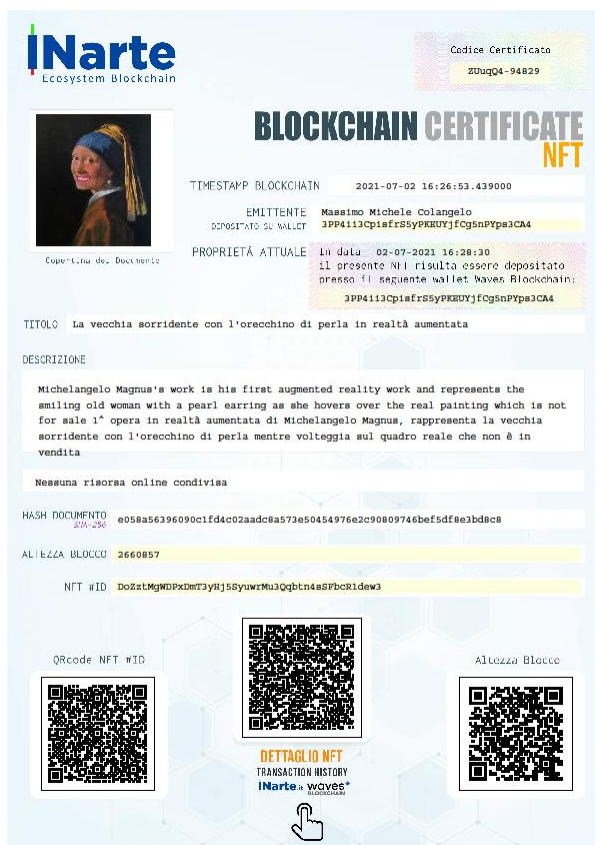 INarte
Ecosystem Blockchain
Codice Certificato
ZUuqQ4-94829
BLOCKCHAIN CERTIFICATE
NFT
TIMESTAMP BLOCKCHAIN 2021-07-02 16:26:53.439000
EMITTENTE Massimo Michele Colangelo
DEPOSITATO SU WALLET 3PP4113CpisfrS5yPKEUYjfCg5nPYps3CA4
PROPRIETÁ ATTUALE In data 02-07-2021 16:28:30
il presente NFT risulta essere depositato
presso il seguente wallet Waves Blockchain:
3PP4113CpisfrS5yPKEUYjfCg5nPYps3CA4
Copertina del Documento
TITOLO La vecchia sorridente con l'orecchino di perla in realtà aumentata
DESCRIZIONE
Michelangelo Magnus's work is his first augmented reality work and represents the
smiling old woman with a pearl earring as she hovers over the real painting which is not
for sale 1^ opera in realtà aumentata di Michelangelo Magnus, rappresenta la vecchia
sorridente con l'orecchino di perla mentre volteggia sul quadro reale che non è in
vendita
Nessuna risorsa online condivisa
HASH DOCUMENTO e058a56396090c1fd4c02aadc8a573e50454976e2c90809746bef5df8e3bd8c8
SHA-256
ALTEZZA BLOCCO 2660857
NFT #ID DoZztMgWDPxDmT3yHj5SyuwrMu3Qqbtn4sSFbcR1dew3
QRcode NFT #ID
Altezza Blocco
DETTAGLIO NFT
TRANSACTION HISTORY
INarte.it waves
BLOCKCHAIN